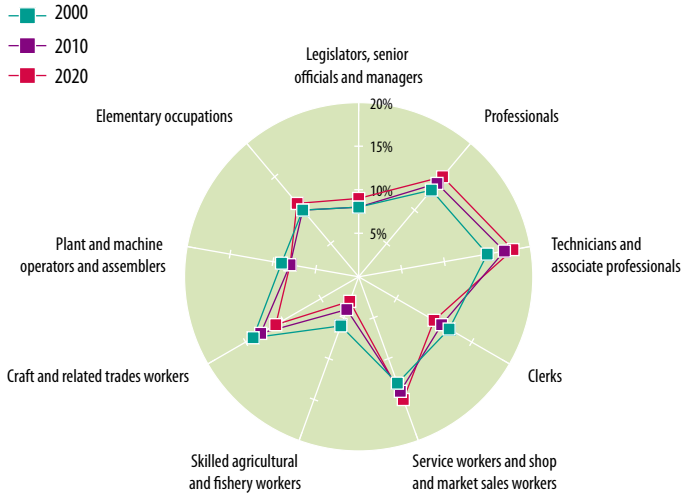 2000
2010
2020
Legislators, senior
officials and managers
Professionals
Technicians and
associate professionals
Clerks
Service workers and shop
and market sales workers
Skilled agricultural
and fishery workers
Craft and related trades workers
Plant and machine
operators and assemblers
Elementary occupations
20%
15%
10%
5%